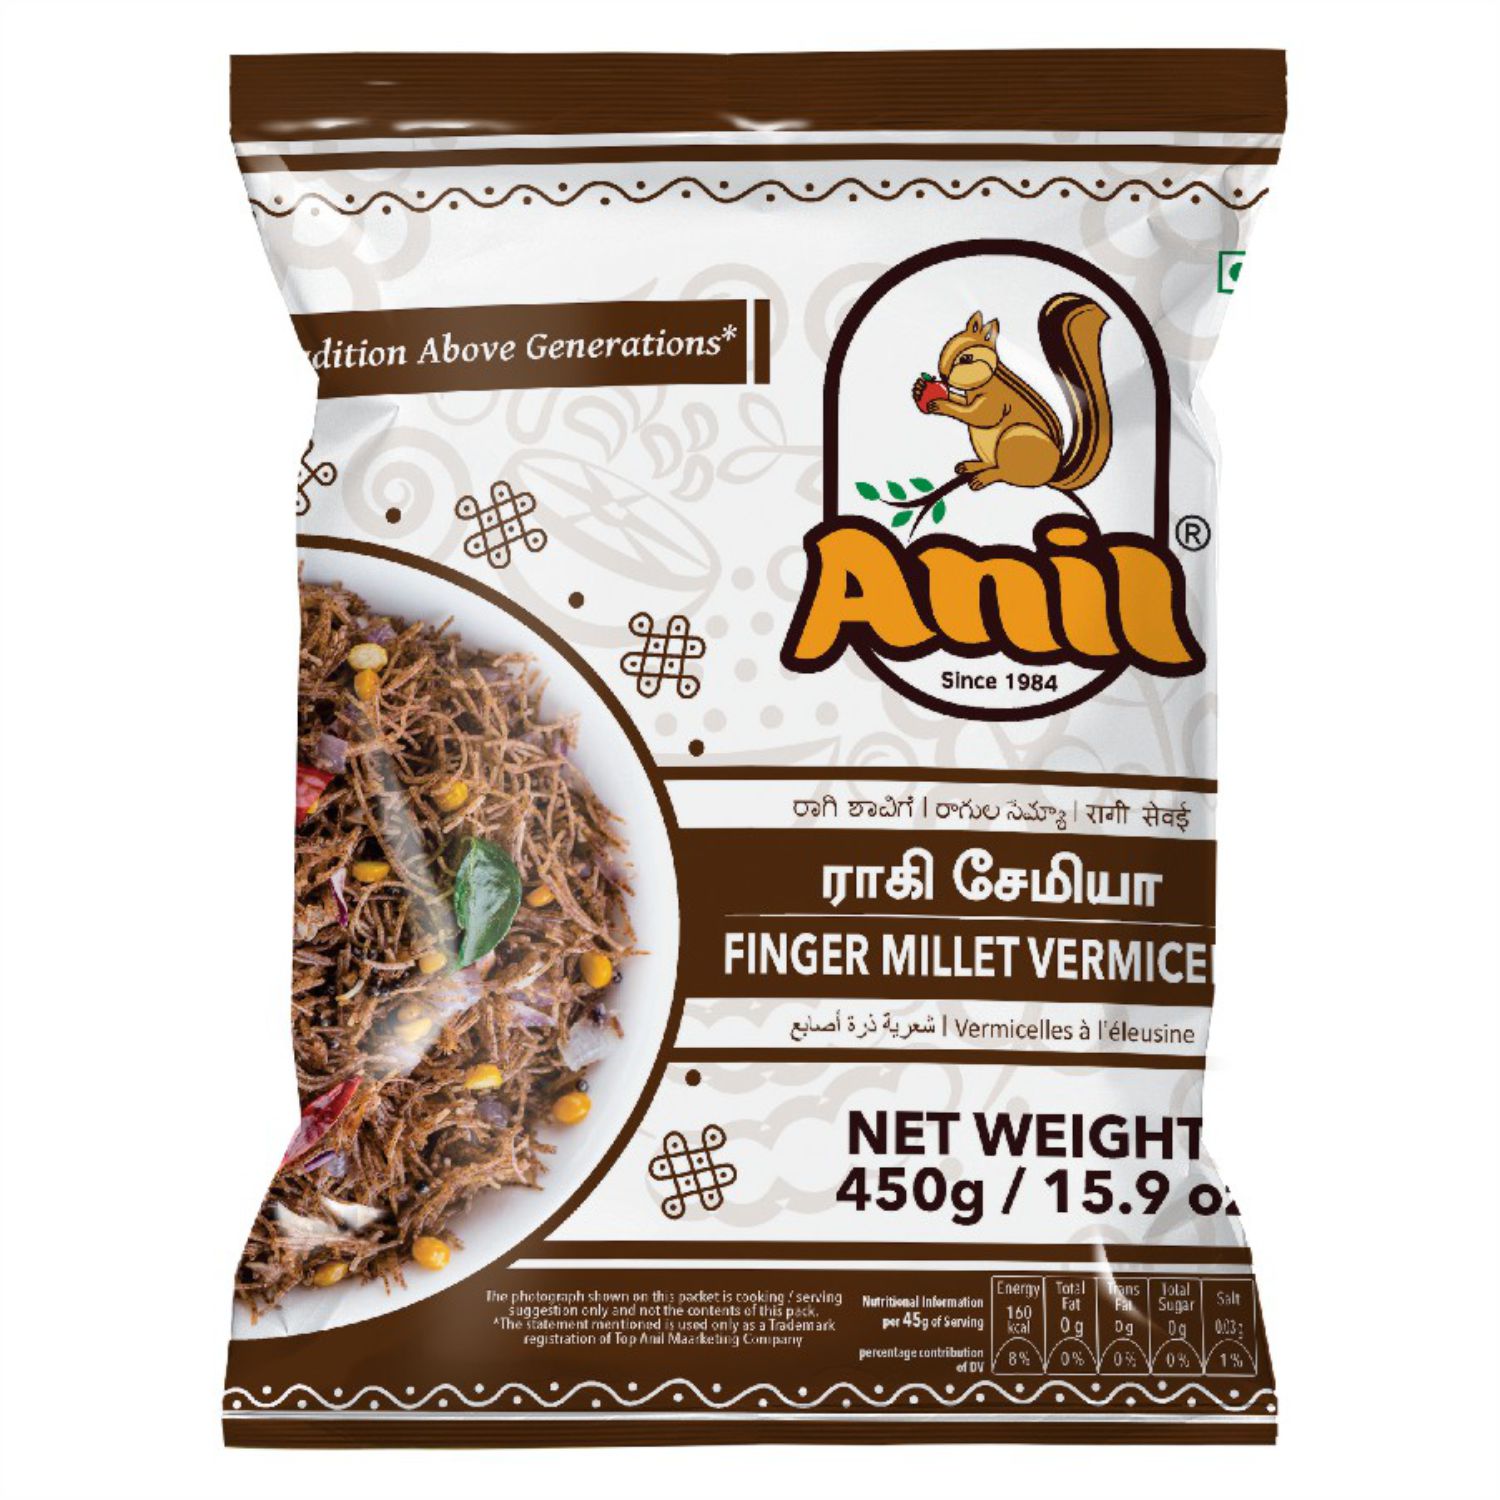 dition Above Generations*
Anil
®
Since 1984
ರಾಗಿ ಶಾವಿಗೆ | రాగుల సేమ్యా | रागी सेवई
ராகி சேமியா
FINGER MILLET VERMICE
شعرية ذرة أصابع | Vermicelles à l'éleusine
NET WEIGHT
450g / 15.9 oz
The photograph shown on this packet is cooking / serving
suggestion only and not the contents of this pack.
^The statement mentioned is used only as a Trademark
registration of Top Anil Maarketing Company
Nutritional Information
per 45g of Serving
percentage contribution
of DV
Energy
160
kcal
8%
Total
Fat
0g
0%
Trans
Fat
0g
0%
Total
Sugar
0g
0%
Salt
0.03g
1%